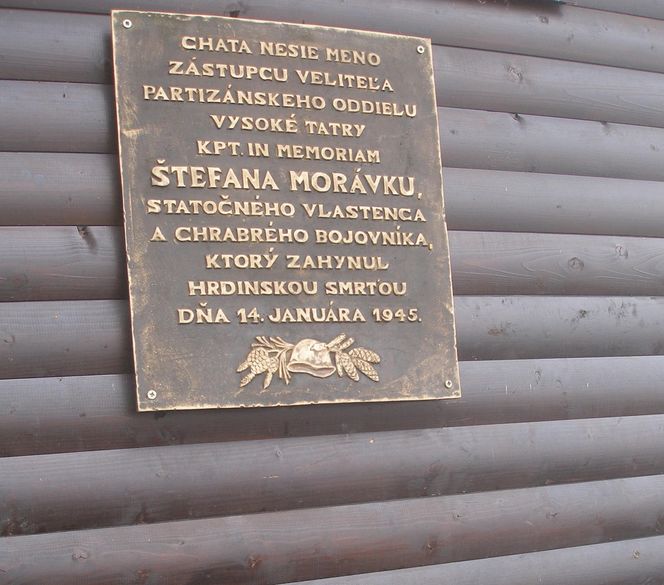 CHATA NESIE MENO
ZÁSTUPCU VELITEĽA
PARTIZÁNSKEHO ODDIELU
VYSOKÉ TATRY
KPT. IN MEMORIAM
ŠTEFANA MORÁVKU,
STATOČNÉHO VLASTENCA
A CHRABRÉHO BOJOVNÍKA,
KTORÝ ZAHYNUL
HRDINSKOU SMRŤOU
DŇA 14. JANUÁRA 1945.